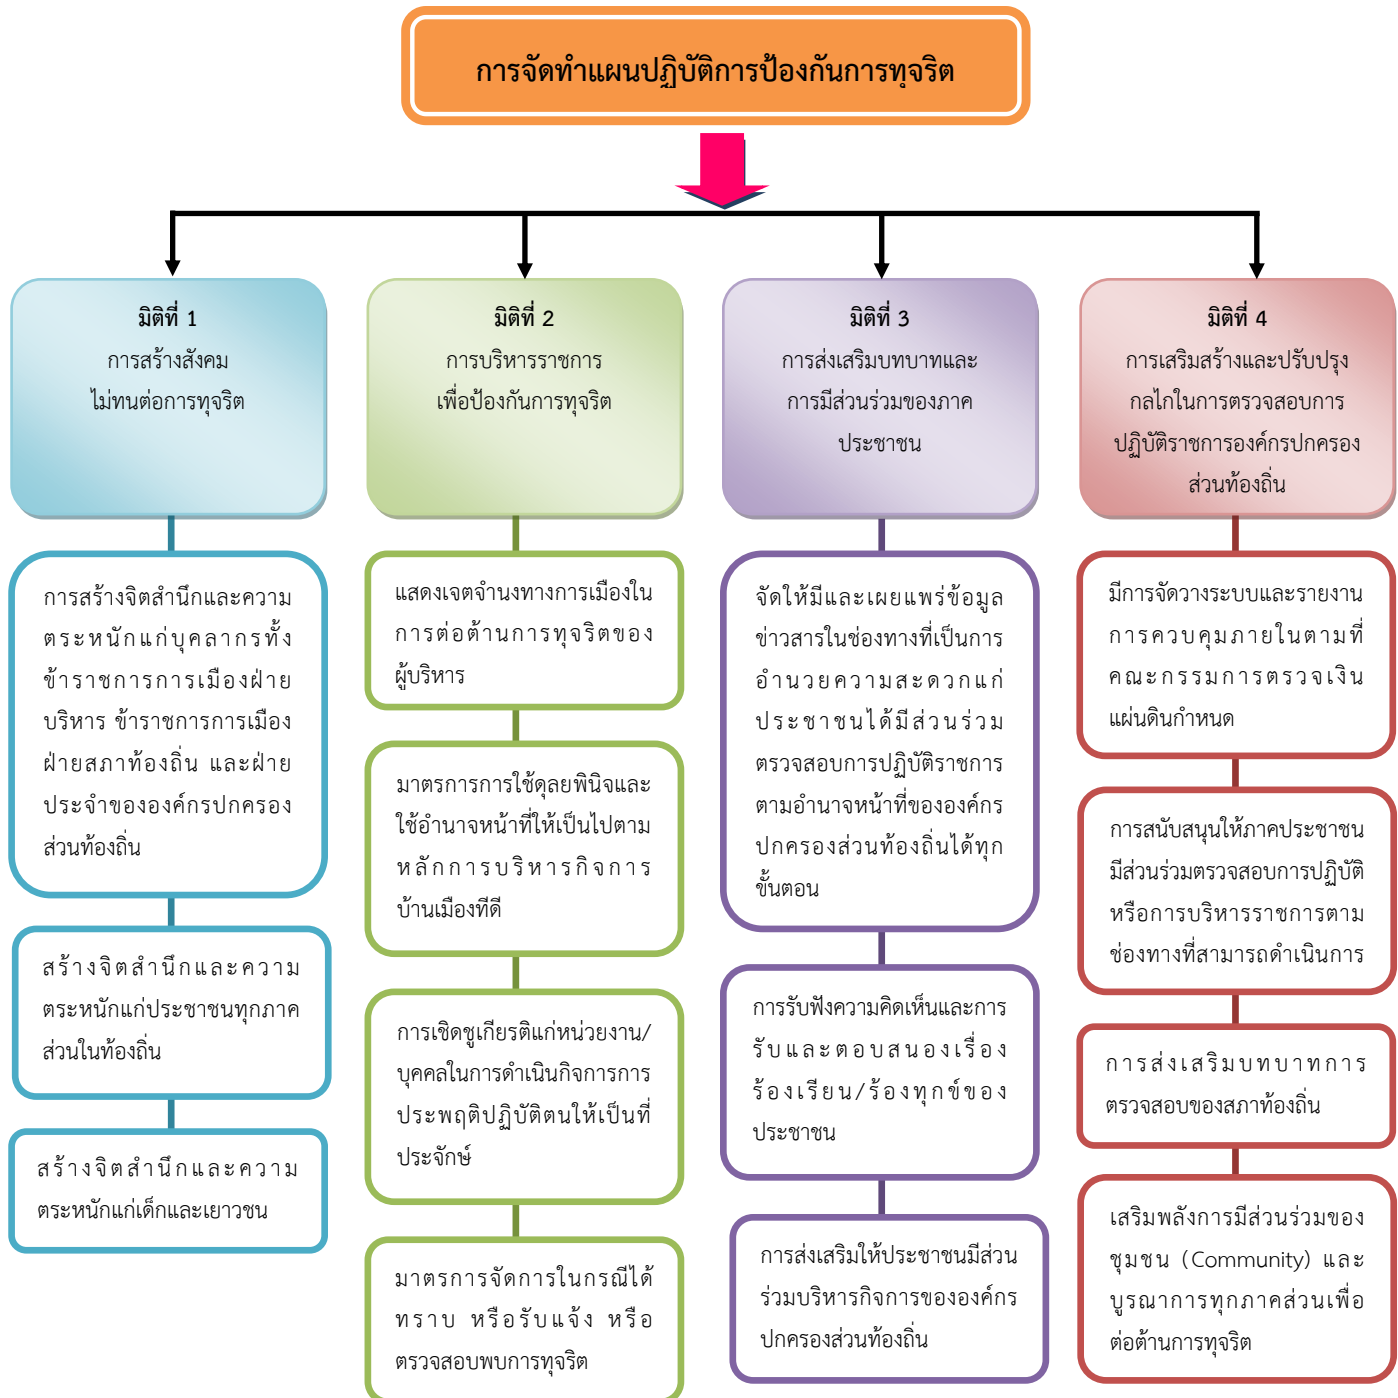 การจัดทำแผนปฏิบัติการป้องกันการทุจริต
มิติที่ 1
การสร้างสังคม
ไม่ทนต่อการทุจริต
การสร้างจิตสำนึกและความ
ตระหนักแก่บุคลากรทั้ง
ข้าราชการการเมืองฝ่าย
บริหาร ข้าราชการการเมือง
ฝ่ายสภาท้องถิ่น และฝ่าย
ประจำขององค์กรปกครอง
ส่วนท้องถิ่น
สร้างจิตสำนึกและความ
ตระหนักแก่ประชาชนทุกภาค
ส่วนในท้องถิ่น
สร้างจิตสำนึกและความ
ตระหนักแก่เด็กและเยาวชน
มิติที่ 2
การบริหารราชการ
เพื่อป้องกันการทุจริต
แสดงเจตจำนงทางการเมืองใน
การต่อต้านการทุจริตของ
ผู้บริหาร
มาตรการการใช้ดุลยพินิจและ
ใช้อำนาจหน้าที่ให้เป็นไปตาม
หลักการบริหารกิจการ
บ้านเมืองทีดี
การเชิดชูเกียรติแก่หน่วยงาน/
บุคคลในการดำเนินกิจการการ
ประพฤติปฏิบัติตนให้เป็นที่
ประจักษ์
มาตรการจัดการในกรณีได้
ทราบ หรือรับแจ้ง หรือ
ตรวจสอบพบการทุจริต
มิติที่ 3
การส่งเสริมบทบาทและ
การมีส่วนร่วมของภาค
ประชาชน
จัดให้มีและเผยแพร่ข้อมูล
ข่าวสารในช่องทางที่เป็นการ
อำนวยความสะดวกแก่
ประชาชนได้มีส่วนร่วม
ตรวจสอบการปฏิบัติราชการ
ตามอำนาจหน้าที่ขององค์กร
ปกครองส่วนท้องถิ่นได้ทุก
ขั้นตอน
การรับฟังความคิดเห็นและการ
รับและตอบสนองเรื่อง
ร้องเรียน/ร้องทุกข์ของ
ประชาชน
การส่งเสริมให้ประชาชนมีส่วน
ร่วมบริหารกิจการขององค์กร
ปกครองส่วนท้องถิ่น
มิติที่ 4
การเสริมสร้างและปรับปรุง
กลไกในการตรวจสอบการ
ปฏิบัติราชการองค์กรปกครอง
ส่วนท้องถิ่น
มีการจัดวางระบบและรายงาน
การควบคุมภายในตามที่
คณะกรรมการตรวจเงิน
แผ่นดินกำหนด
การสนับสนุนให้ภาคประชาชน
มีส่วนร่วมตรวจสอบการปฏิบัติ
หรือการบริหารราชการตาม
ช่องทางที่สามารถดำเนินการ
การส่งเสริมบทบาทการ
ตรวจสอบของสภาท้องถิ่น
เสริมพลังการมีส่วนร่วมของ
ชุมชน (Community) และ
บูรณาการทุกภาคส่วนเพื่อ
ต่อต้านการทุจริต